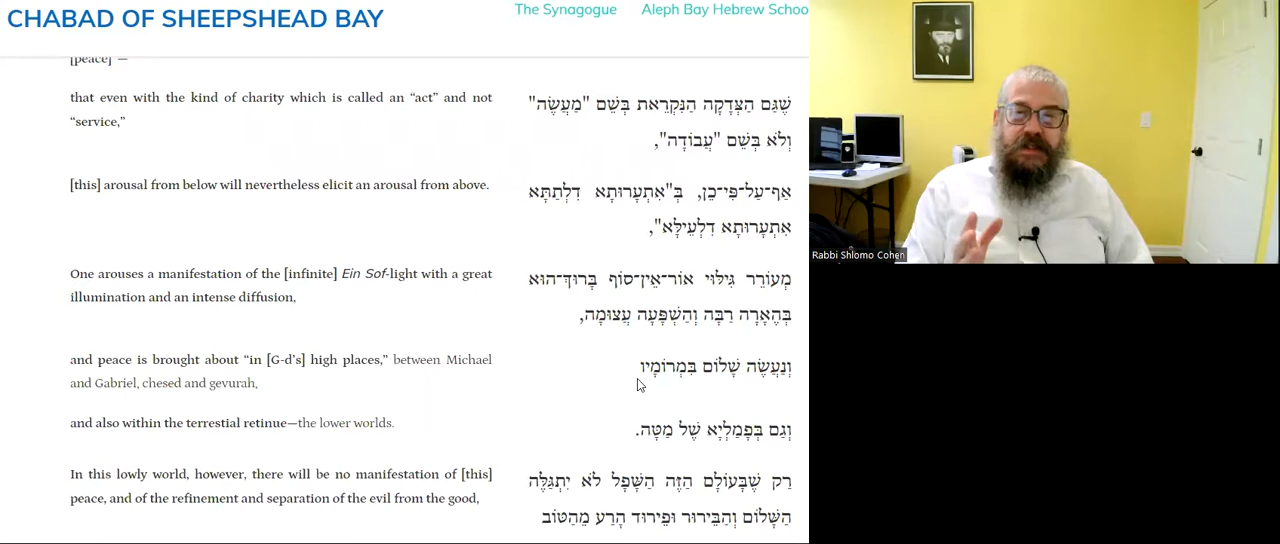 CHABAD OF SHEEPSHEAD BAY
The Synagogue Aleph Bay Hebrew Schoo
[peace] —
that even with the kind of charity which is called an “act” and not
“service,”
שֶׁגַּם הַצְּדָקָה הַנִּקְרֵאת בְּשֵׁם "מַעֲשֶׂה"
וְלֹא בְּשֵׁם "עֲבוֹדָה",
[this] arousal from below will nevertheless elicit an arousal from above.
אַף־עַל־פִּי־כֵן, בְּ"אִתְעָרוּתָא דִלְתַתָּא
אִתְעָרוּתָא דִלְעֵילָּא",
One arouses a manifestation of the [infinite] Ein Sof-light with a great
illumination and an intense diffusion,
מְעוֹרֵר גִּילּוּי אוֹר־אֵין־סוֹף בָּרוּךְ־הוּא
בְּהֶאָרָה רַבָּה וְהַשְׁפָּעָה עֲצוּמָה,
and peace is brought about “in [G-d’s] high places,” between Michael
and Gabriel, chesed and gevurah,
וְנַעֲשֶׂה שָׁלוֹם בִּמְרוֹמָיו
and also within the terrestial retinue—the lower worlds.
וְגַם בְּפָמַלְיָא שֶׁל מַטָּה.
In this lowly world, however, there will be no manifestation of [this]
peace, and of the refinement and separation of the evil from the good,
רַק שֶׁבָּעוֹלָם הַזֶּה הַשָּׁפָל לֹא יִתְגַּלֶּה
הַשָּׁלוֹם וְהַבֵּירוּר וּפֵירוּד הָרַע מֵהַטּוֹב
Rabbi Shlomo Cohen